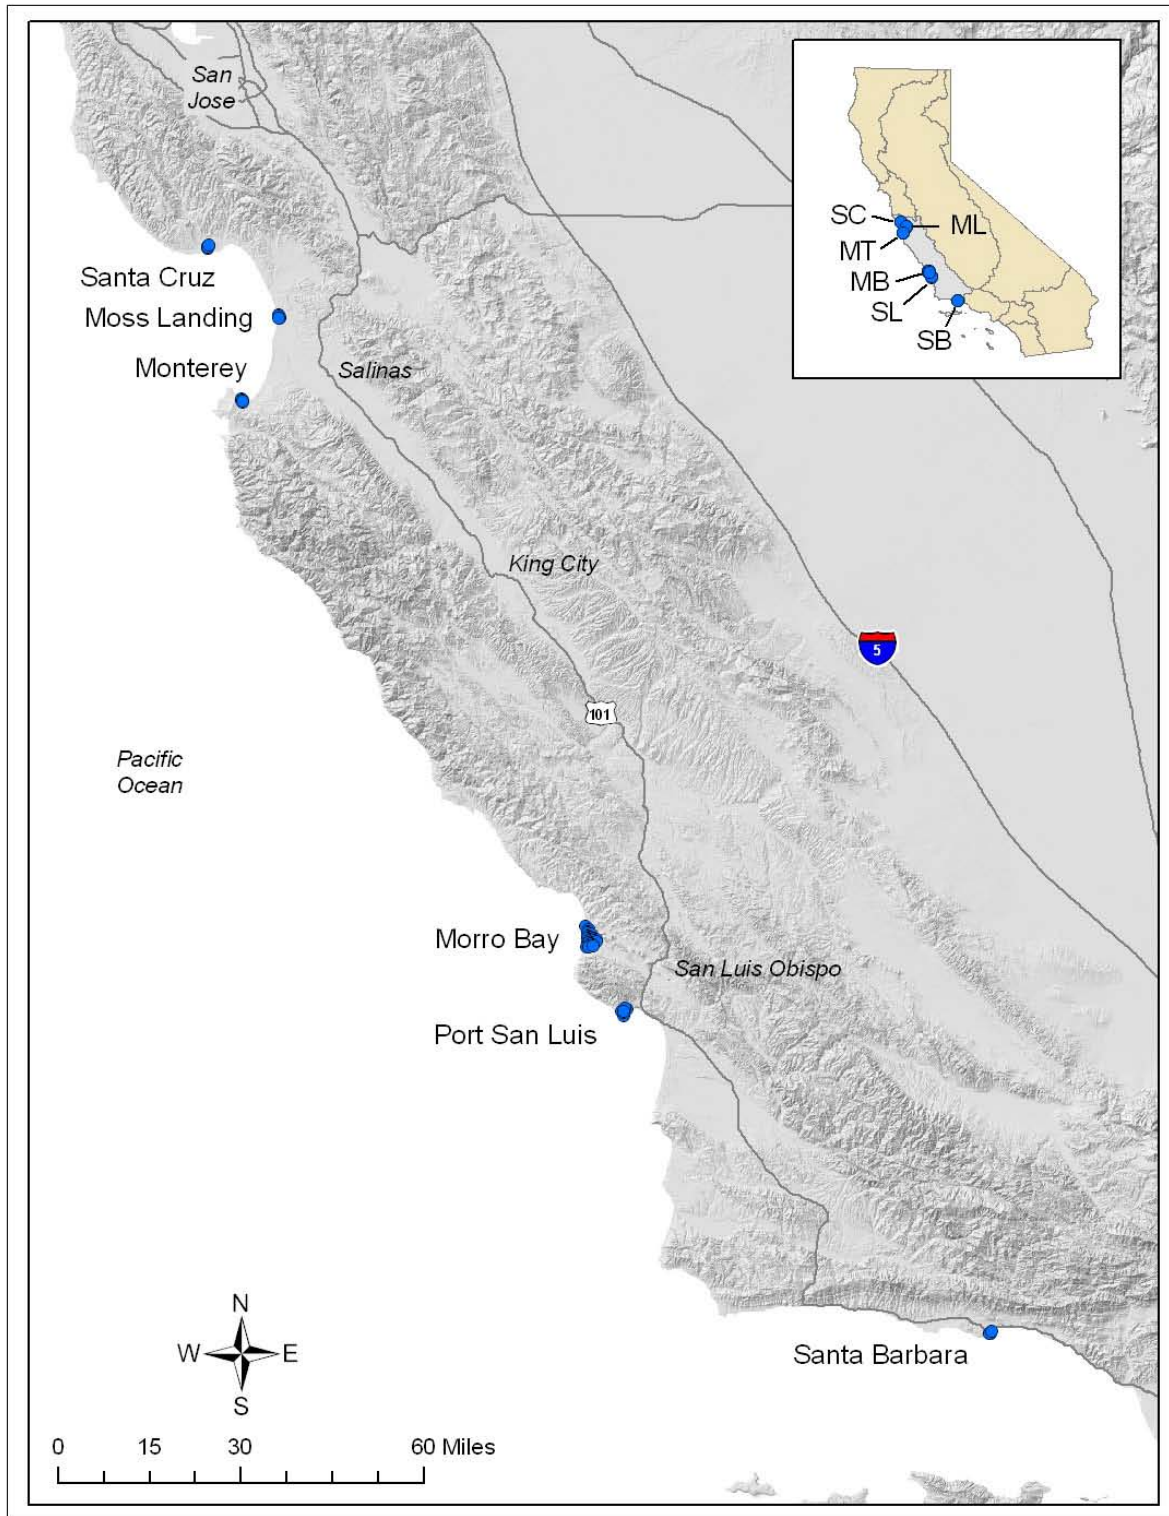 San
Jose
SC
ML
MT
MB
SL
SB
Santa Cruz
Moss Landing
Monterey
Salinas
King City
5
101
Pacific
Ocean
Morro Bay
San Luis Obispo
Port San Luis
Santa Barbara
N
W E
S
0 15 30 60 Miles